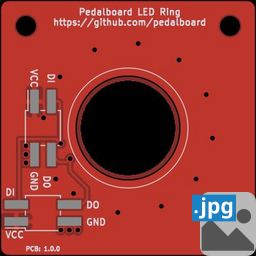 Pedalboard LED Ring
https://github.com/pedalboard
VCC
DO
GND
DI
DI
DO
GND
VCC
PCB: 1.0.0
.jpg